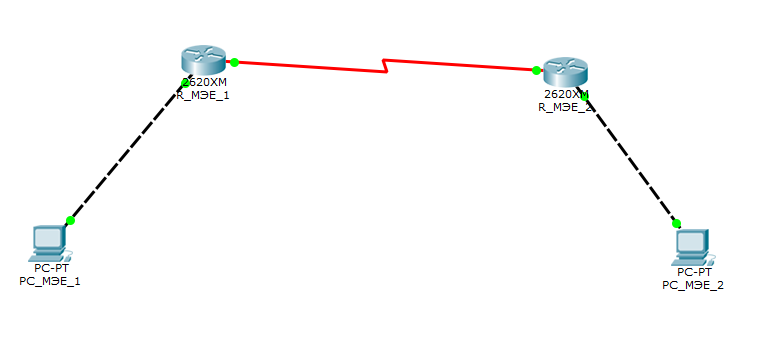 2620XM
R_МЭЕ_1
2620XM
R_МЭЕ_2
PC-PT
PC_МЭЕ_1
PC-PT
PC_МЭЕ_2